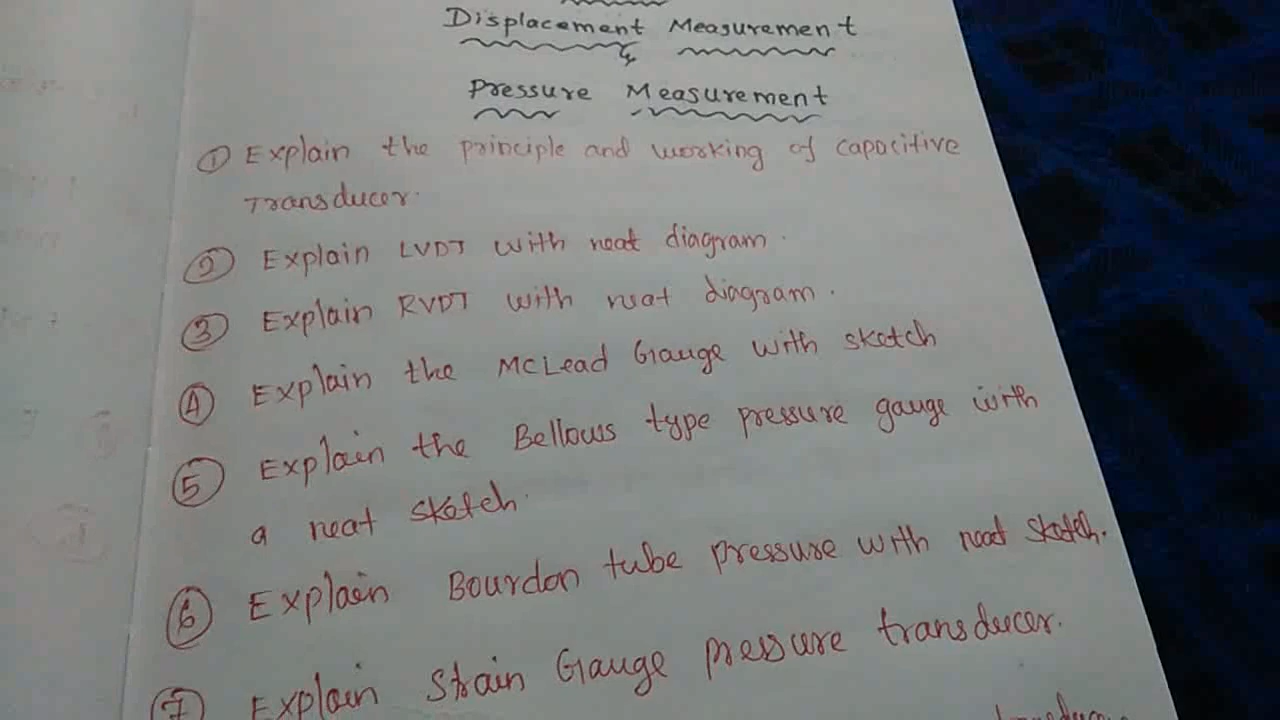 Displacement Measurement
&
Pressure Measurement
① Explain the principle and working of capacitive
Transducer.
② Explain LVDT with neat diagram.
③ Explain RVDT with neat diagram.
④ Explain the McLead Gauge with sketch
⑤ Explain the Bellows type pressure gauge with
a neat sketch.
⑥ Explain Bourdon tube pressure with neat sketch.
⑦ Explain Strain Gauge pressure transducer.